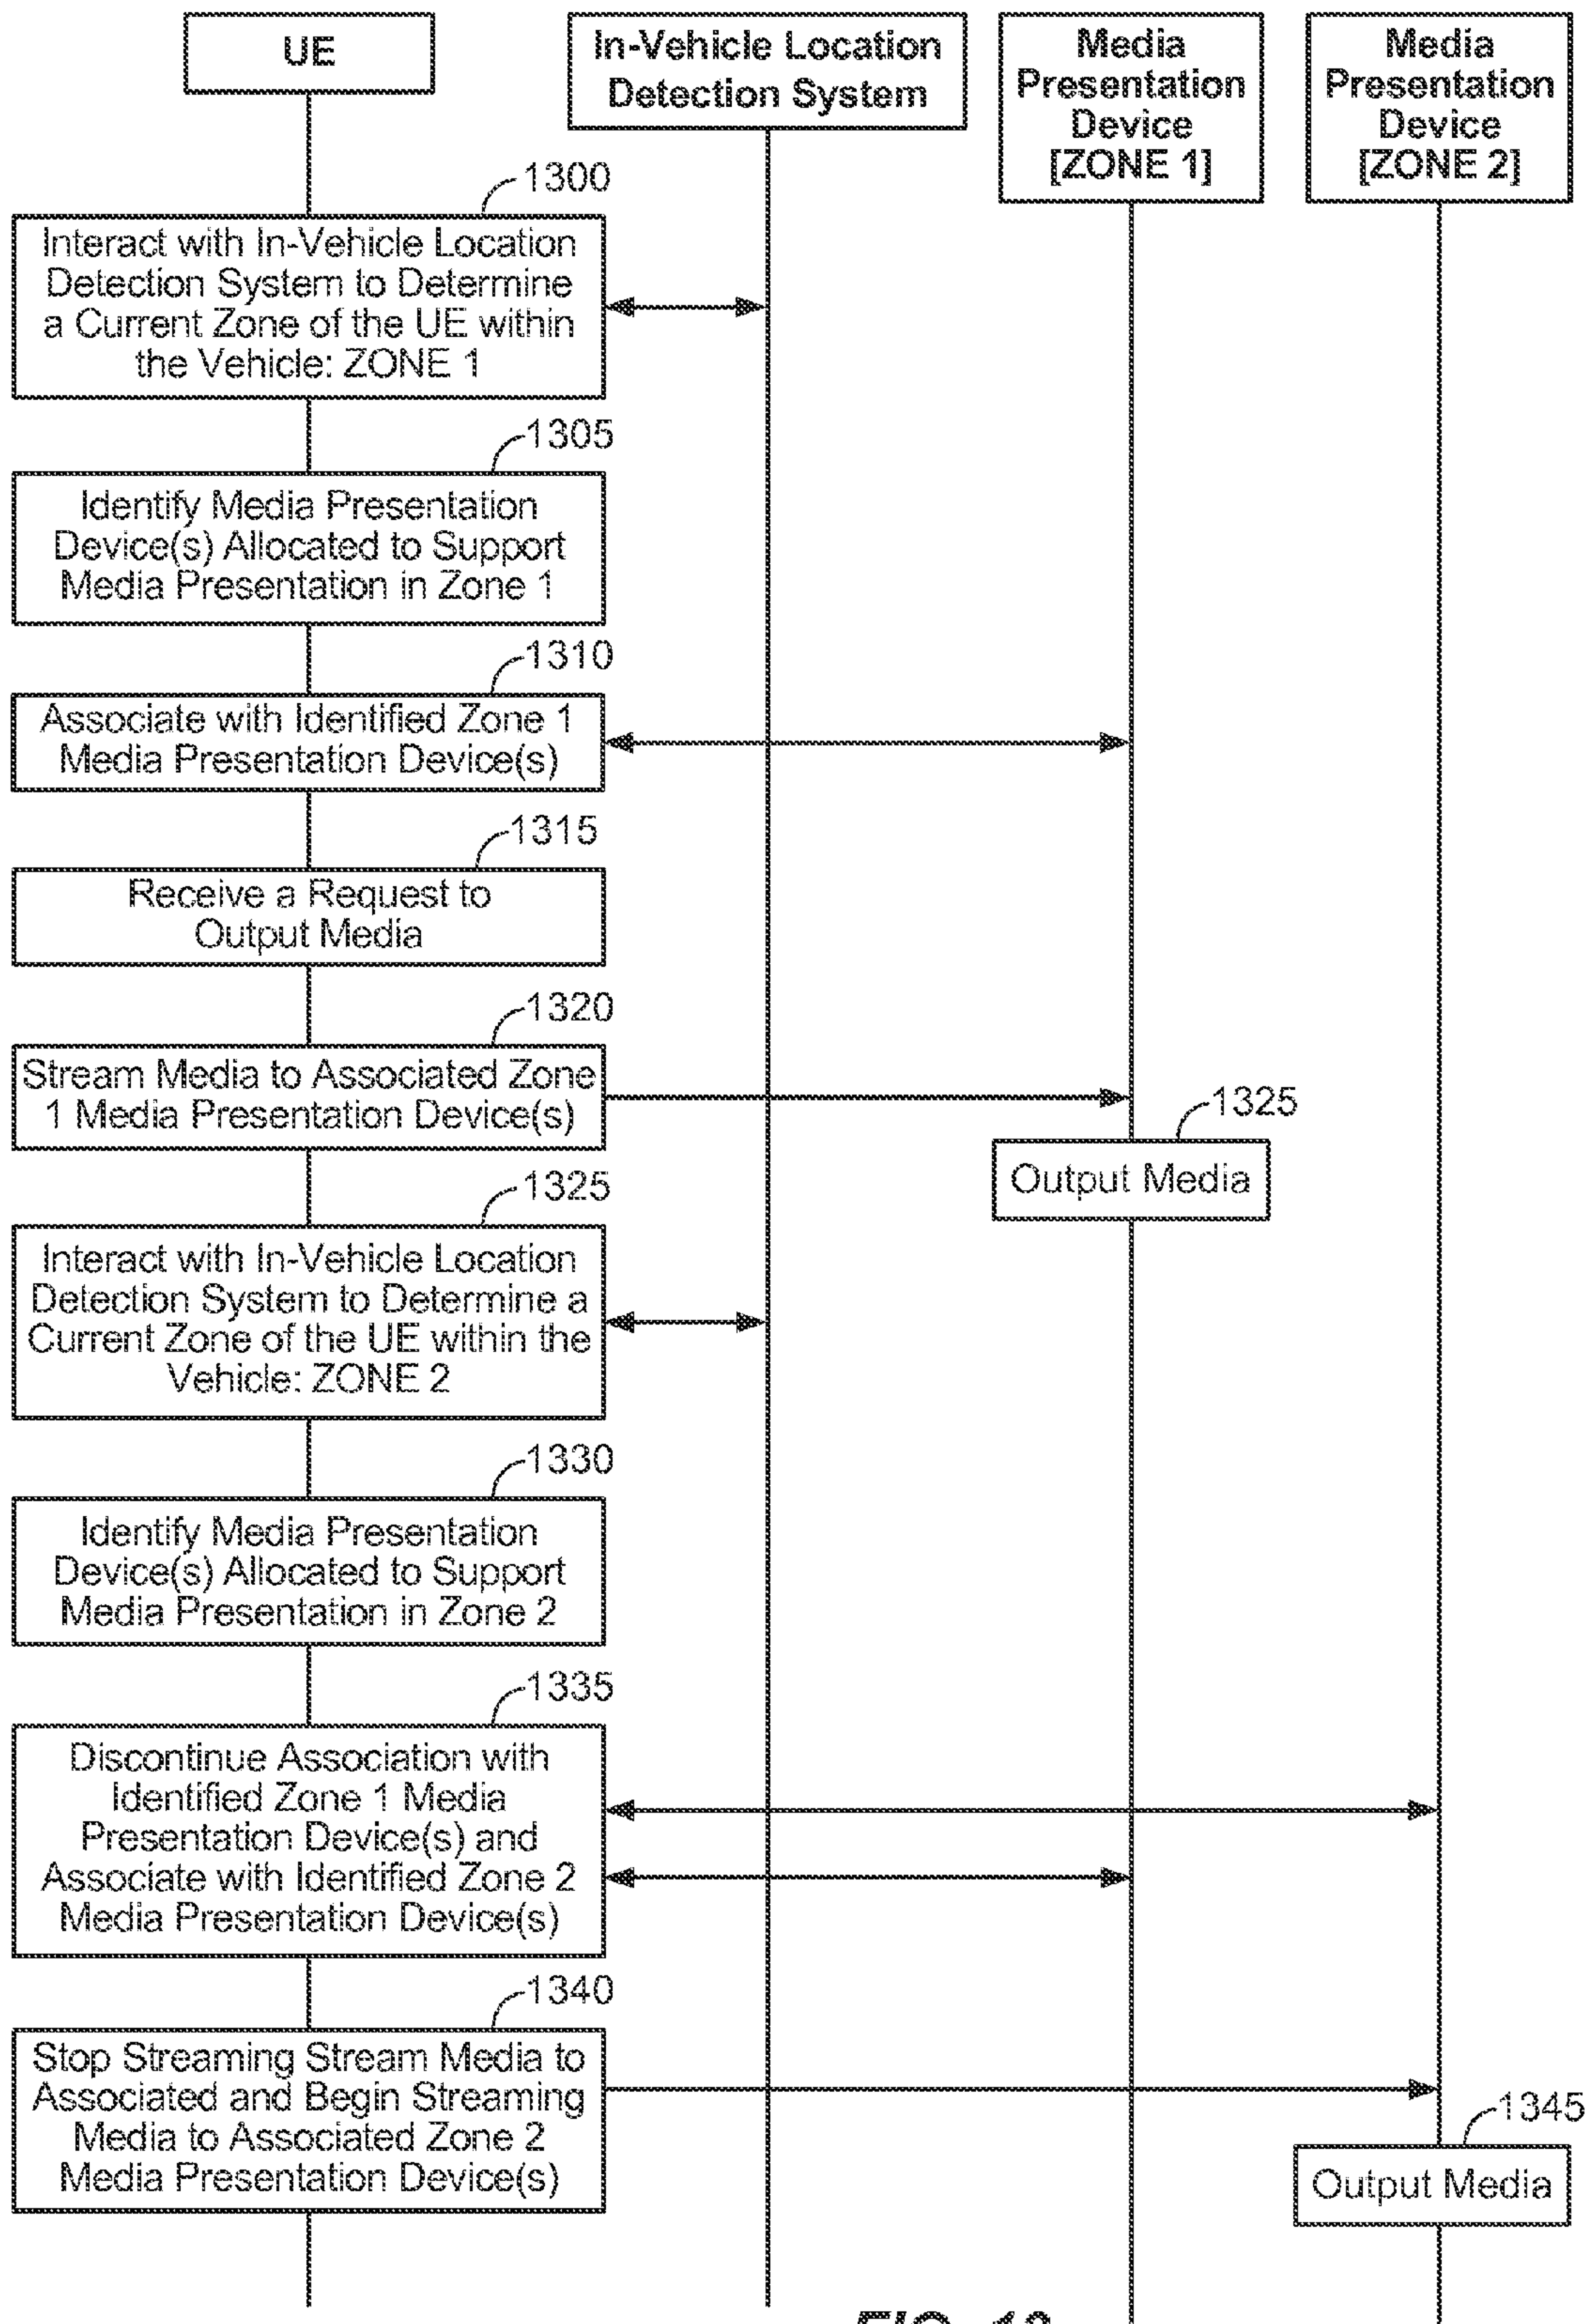 UE
In-Vehicle Location
Detection System
Media
Presentation
Device
[ZONE 1]
Media
Presentation
Device
[ZONE 2]
1300
Interact with In-Vehicle Location
Detection System to Determine
a Current Zone of the UE within
the Vehicle: ZONE 1
1305
Identify Media Presentation
Device(s) Allocated to Support
Media Presentation in Zone 1
1310
Associate with Identified Zone 1
Media Presentation Device(s)
1315
Receive a Request to
Output Media
1320
Stream Media to Associated Zone
1 Media Presentation Device(s)
1325
Output Media
1325
Interact with In-Vehicle Location
Detection System to Determine a
Current Zone of the UE within the
Vehicle: ZONE 2
1330
Identify Media Presentation
Device(s) Allocated to Support
Media Presentation in Zone 2
1335
Discontinue Association with
Identified Zone 1 Media
Presentation Device(s) and
Associate with Identified Zone 2
Media Presentation Device(s)
1340
Stop Streaming Stream Media to
Associated and Begin Streaming
Media to Associated Zone 2
Media Presentation Device(s)
1345
Output Media